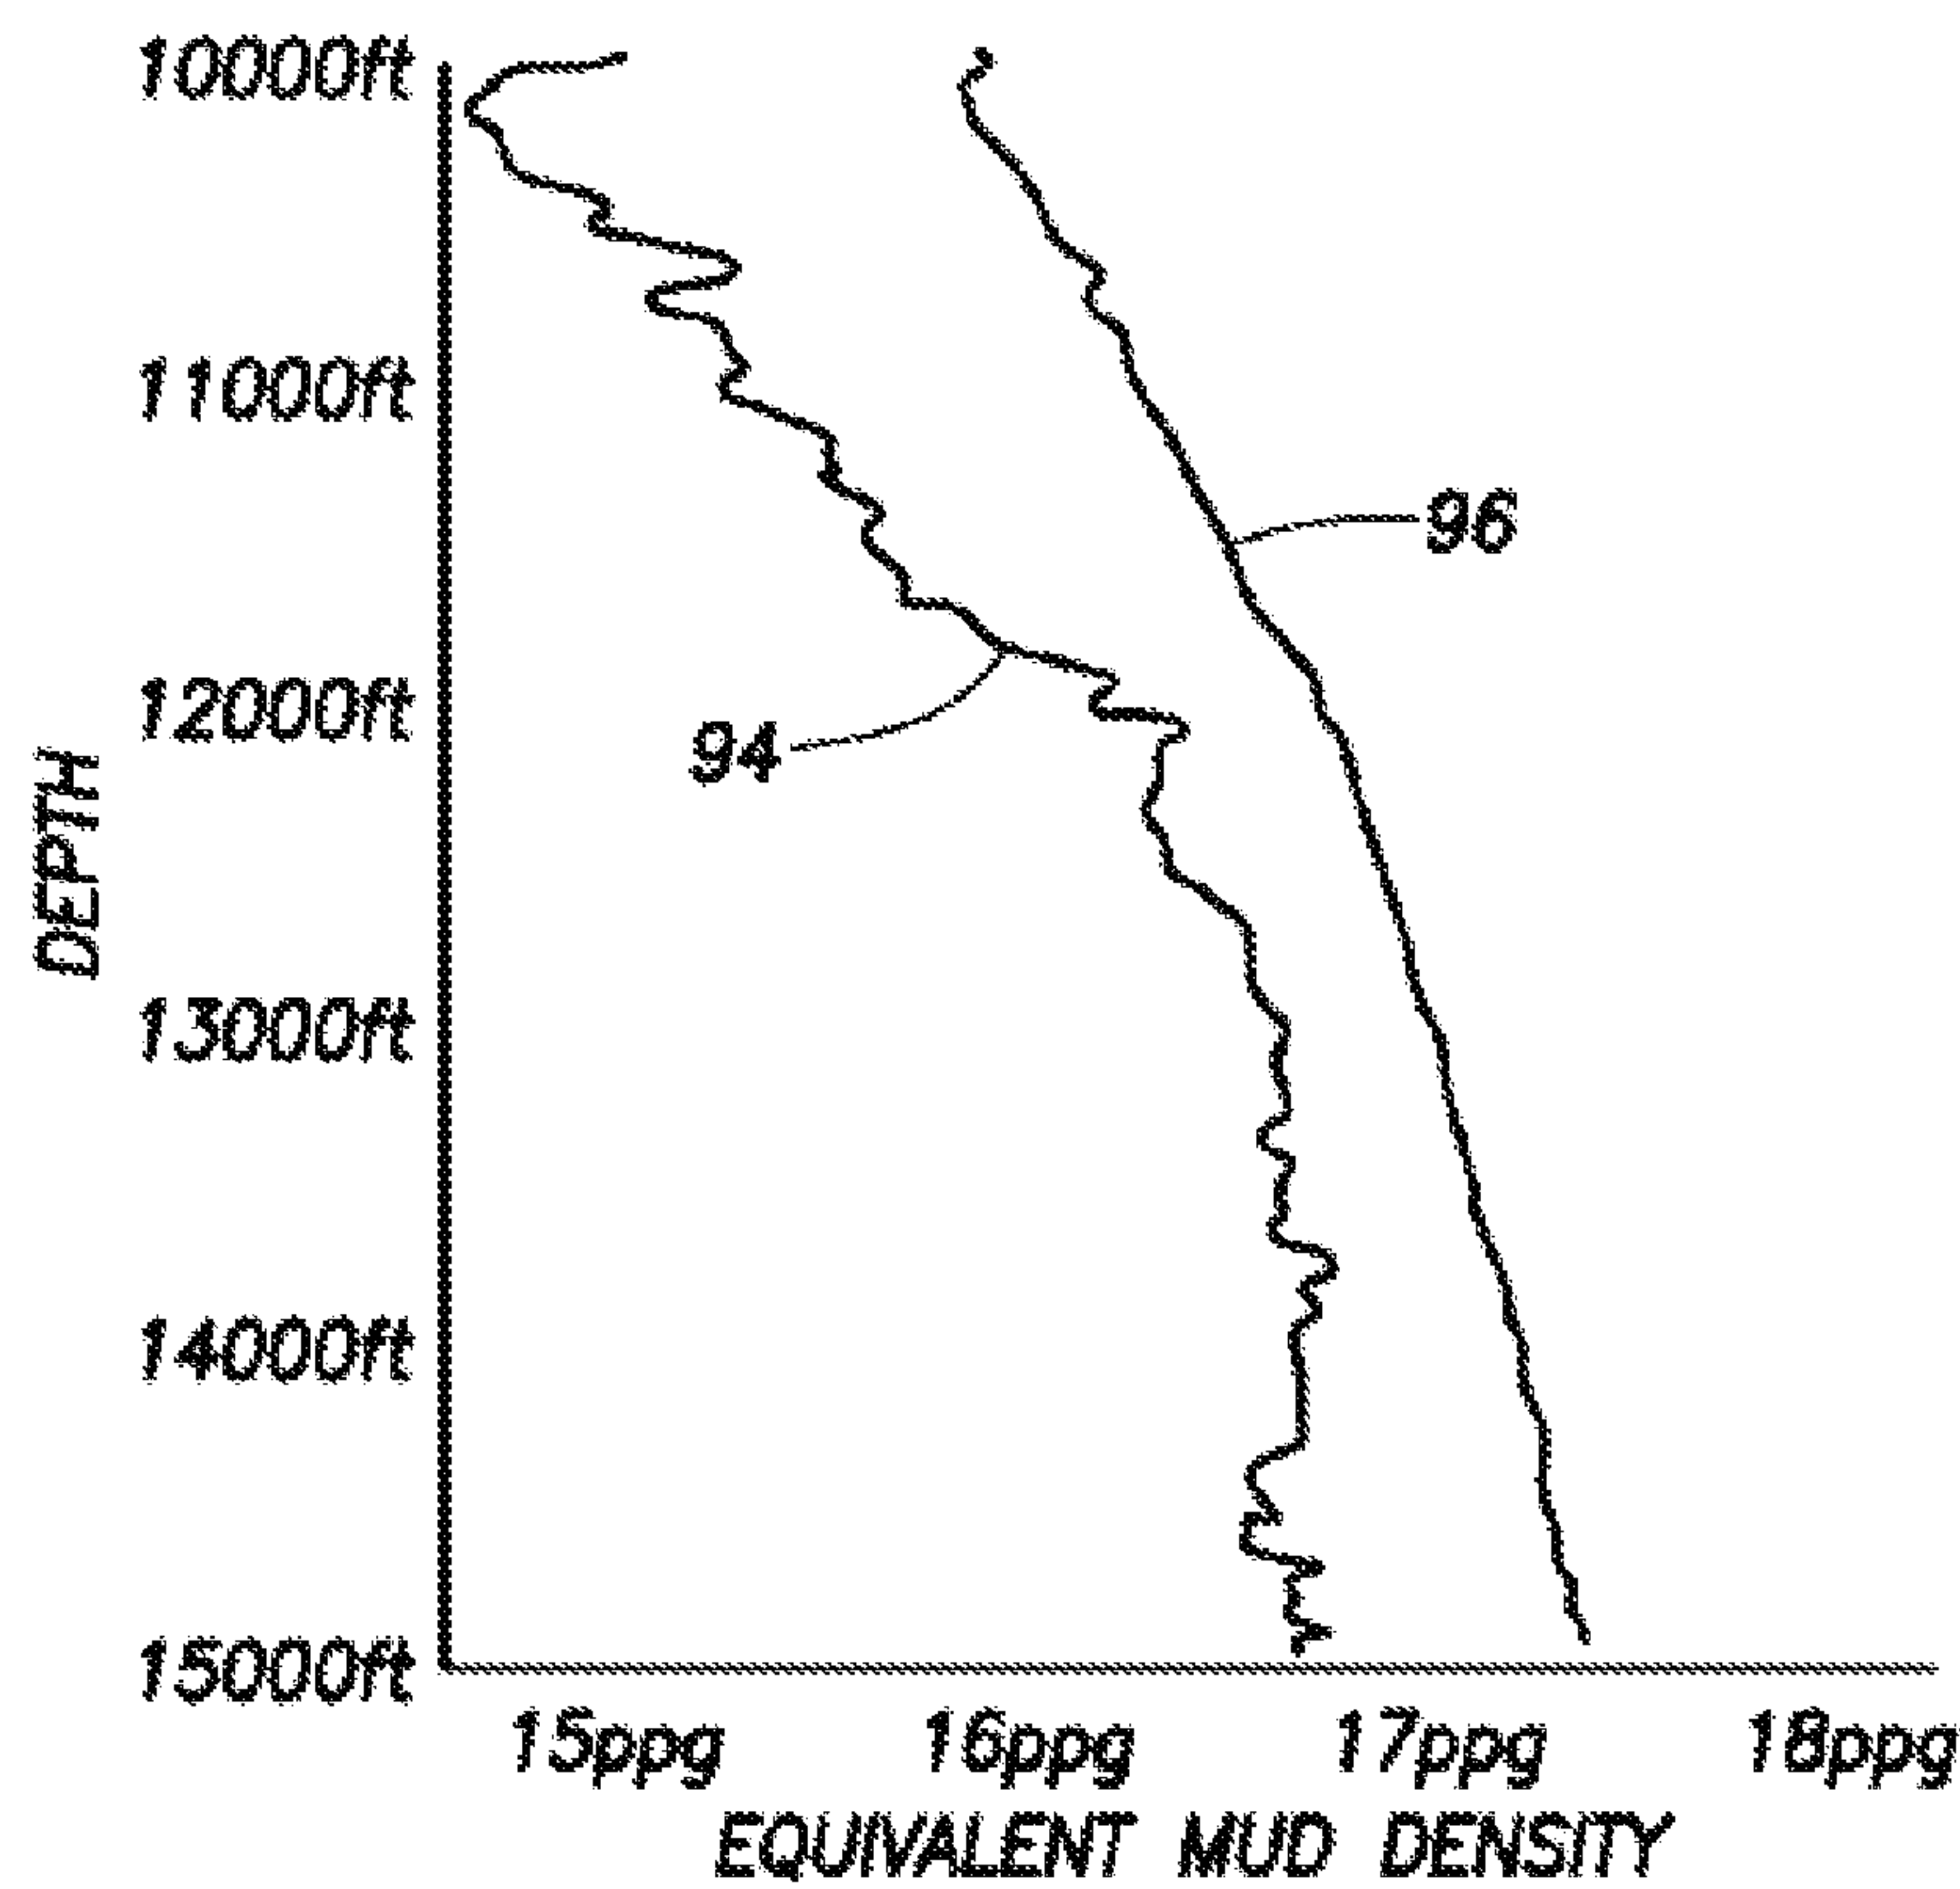 10000ft
11000ft
96
12000ft
94
DEPTH
13000ft
14000ft
15000ft
15ppg 16ppg 17ppg 18ppg
EQUIVALENT MUD DENSITY